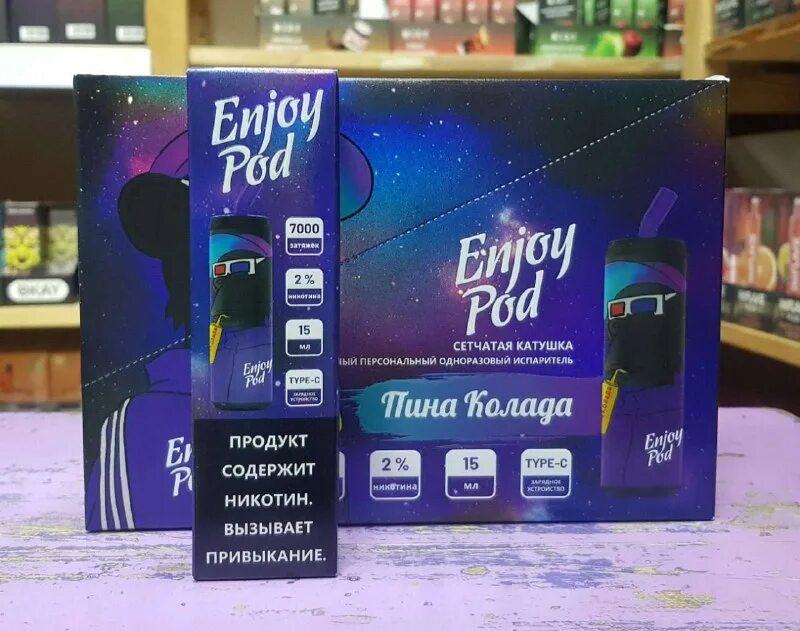 Enjoy
Pod
7000
затяжек
2 %
никотина
15
мл
TYPE-C
ЗАРЯДНОЕ
УСТРОЙСТВО
Enjoy
Pod
ПРОДУКТ
СОДЕРЖИТ
НИКОТИН.
ВЫЗЫВАЕТ
ПРИВЫКАНИЕ.
Enjoy
Pod
СЕТЧАТАЯ КАТУШКА
ПЕРСОНАЛЬНЫЙ ОДНОРАЗОВЫЙ ИСПАРИТЕЛЬ
Пина Колада
2 %
никотина
15
мл
TYPE-C
ЗАРЯДНОЕ
УСТРОЙСТВО
Enjoy
Pod